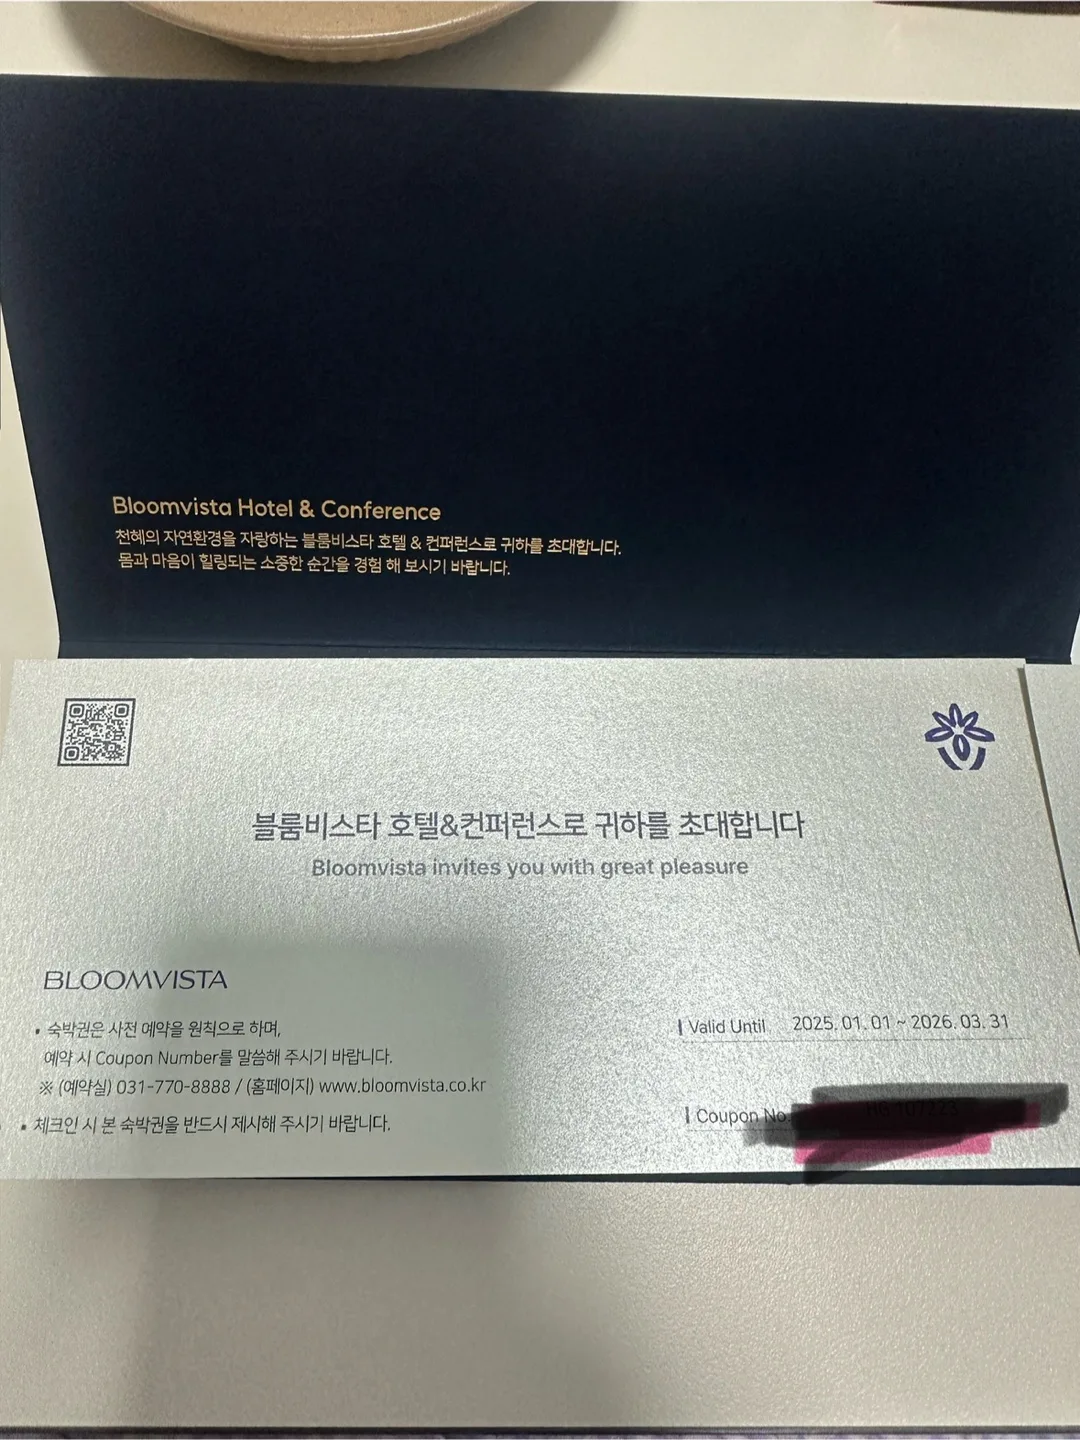 Bloomvista Hotel & Conference
천혜의 자연환경을 자랑하는 블룸비스타 호텔 & 컨퍼런스로 귀하를 초대합니다.
몸과 마음이 힐링되는 소중한 순간을 경험 해 보시기 바랍니다.
블룸비스타 호텔&컨퍼런스로 귀하를 초대합니다
Bloomvista invites you with great pleasure
BLOOMVISTA
• 숙박권은 사전 예약을 원칙으로 하며,
예약 시 Coupon Number를 말씀해 주시기 바랍니다.
※ (예약실) 031-770-8888 / (홈페이지) www.bloomvista.co.kr
• 체크인 시 본 숙박권을 반드시 제시해 주시기 바랍니다.
Valid Until 2025. 01. 01 ~ 2026. 03. 31
Coupon No.